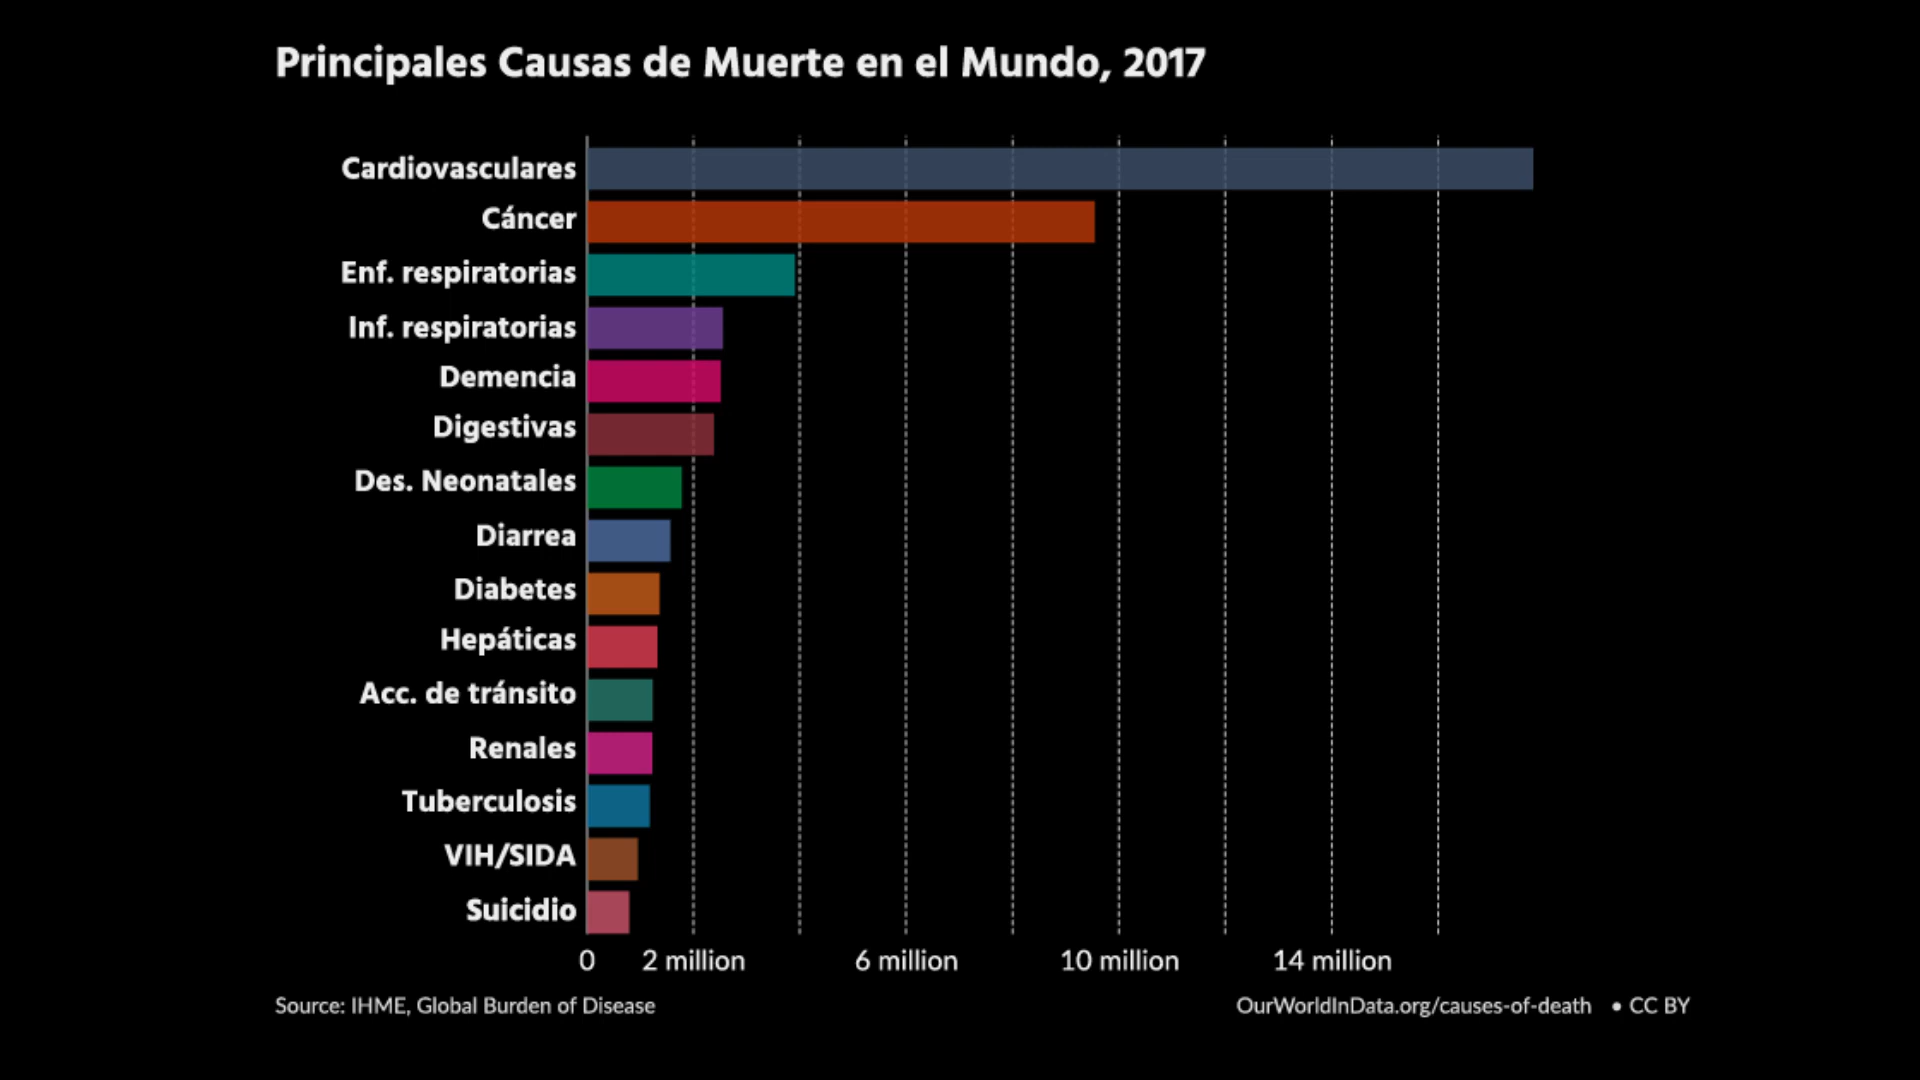 Principales Causas de Muerte en el Mundo, 2017
Cardiovasculares
Cáncer
Enf. respiratorias
Inf. respiratorias
Demencia
Digestivas
Des. Neonatales
Diarrea
Diabetes
Hepáticas
Acc. de tránsito
Renales
Tuberculosis
VIH/SIDA
Suicidio
0 2 million 6 million 10 million 14 million
Source: IHME, Global Burden of Disease OurWorldInData.org/causes-of-death • CC BY